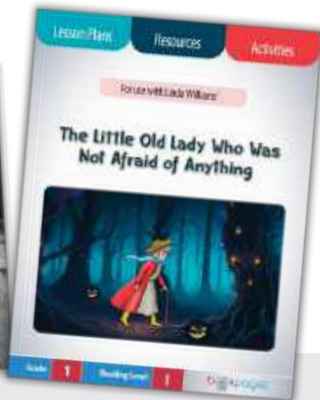 Lesson Plans
Resources
Activities
For use with Linda Williams'
The Little Old Lady Who Was
Not Afraid of Anything
Grade 1 Reading Level I